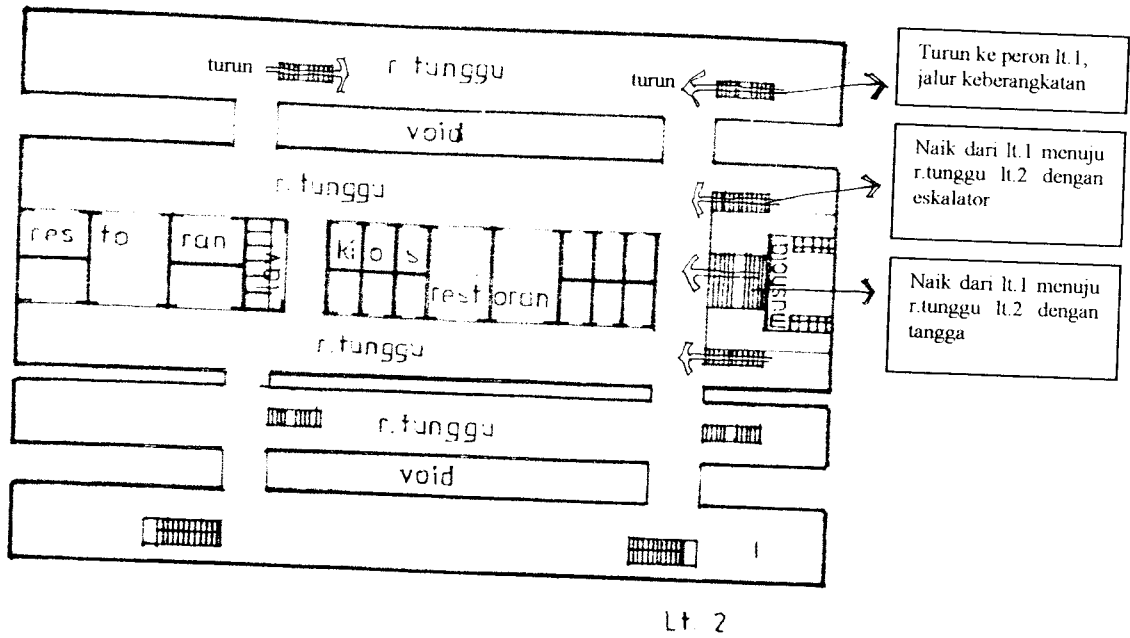 r.tunggu
turun
turun
void
r.tunggu
res to ran
lav
kios
restoran
mushola
r.tunggu
r.tunggu
void
Lt. 2
Turun ke peron lt.1,
jalur keberangkatan
Naik dari lt.1 menuju
r.tunggu lt.2 dengan
eskalator
Naik dari lt.1 menuju
r.tunggu lt.2 dengan
tangga